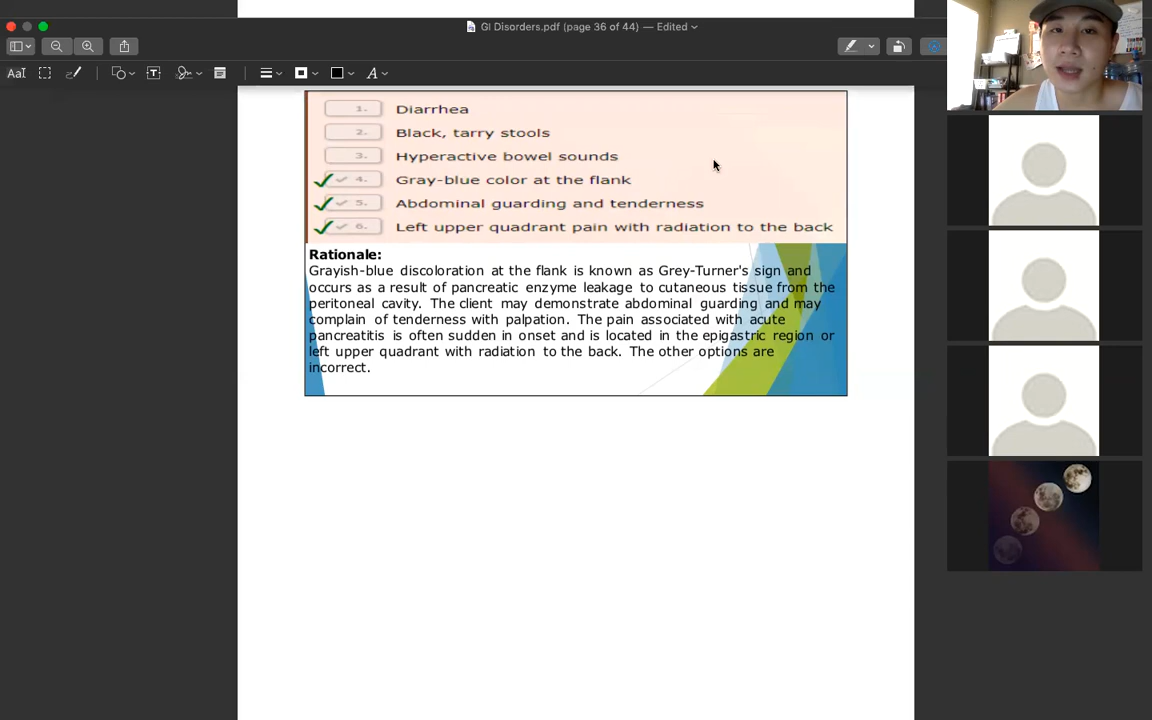 GI Disorders.pdf (page 36 of 44) — Edited
AaI
T
A
1. Diarrhea
2. Black, tarry stools
3. Hyperactive bowel sounds
4. Gray-blue color at the flank
5. Abdominal guarding and tenderness
6. Left upper quadrant pain with radiation to the back
Rationale:
Grayish-blue discoloration at the flank is known as Grey-Turner's sign and
occurs as a result of pancreatic enzyme leakage to cutaneous tissue from the
peritoneal cavity. The client may demonstrate abdominal guarding and may
complain of tenderness with palpation. The pain associated with acute
pancreatitis is often sudden in onset and is located in the epigastric region or
left upper quadrant with radiation to the back. The other options are
incorrect.